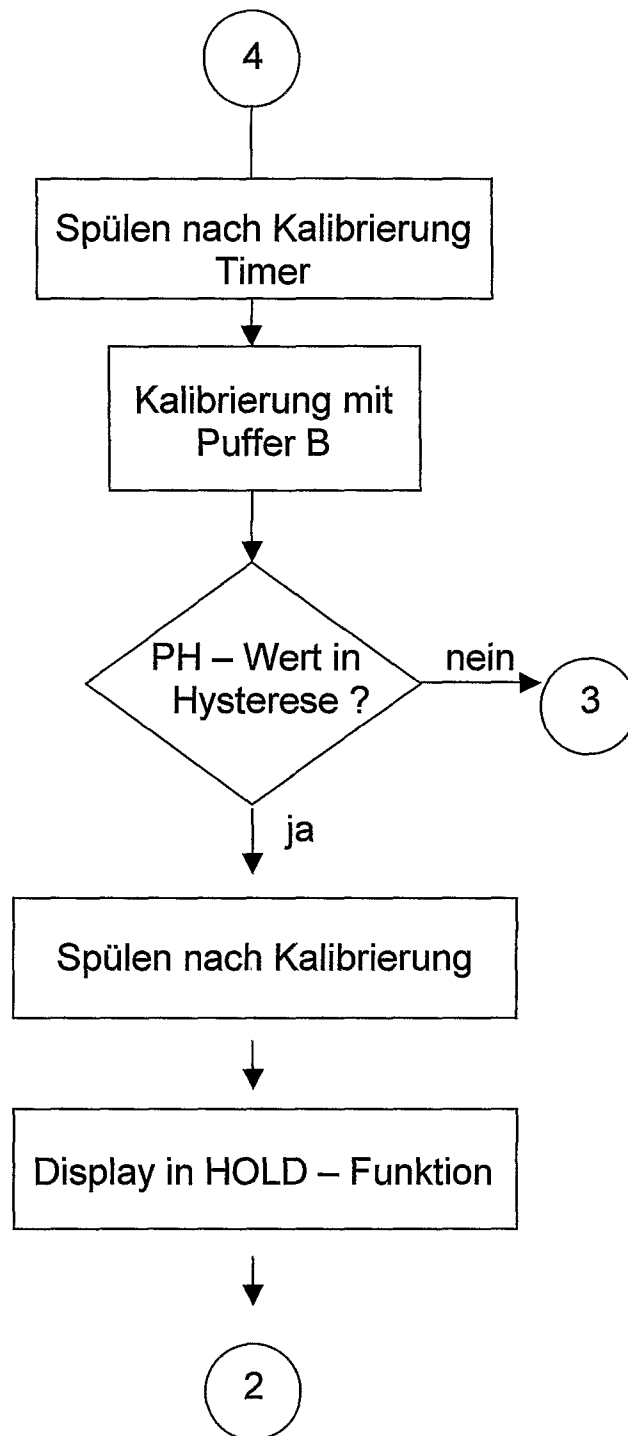 4
Spülen nach Kalibrierung
Timer
Kalibrierung mit
Puffer B
PH – Wert in
Hysterese ?
nein
3
ja
Spülen nach Kalibrierung
Display in HOLD – Funktion
2